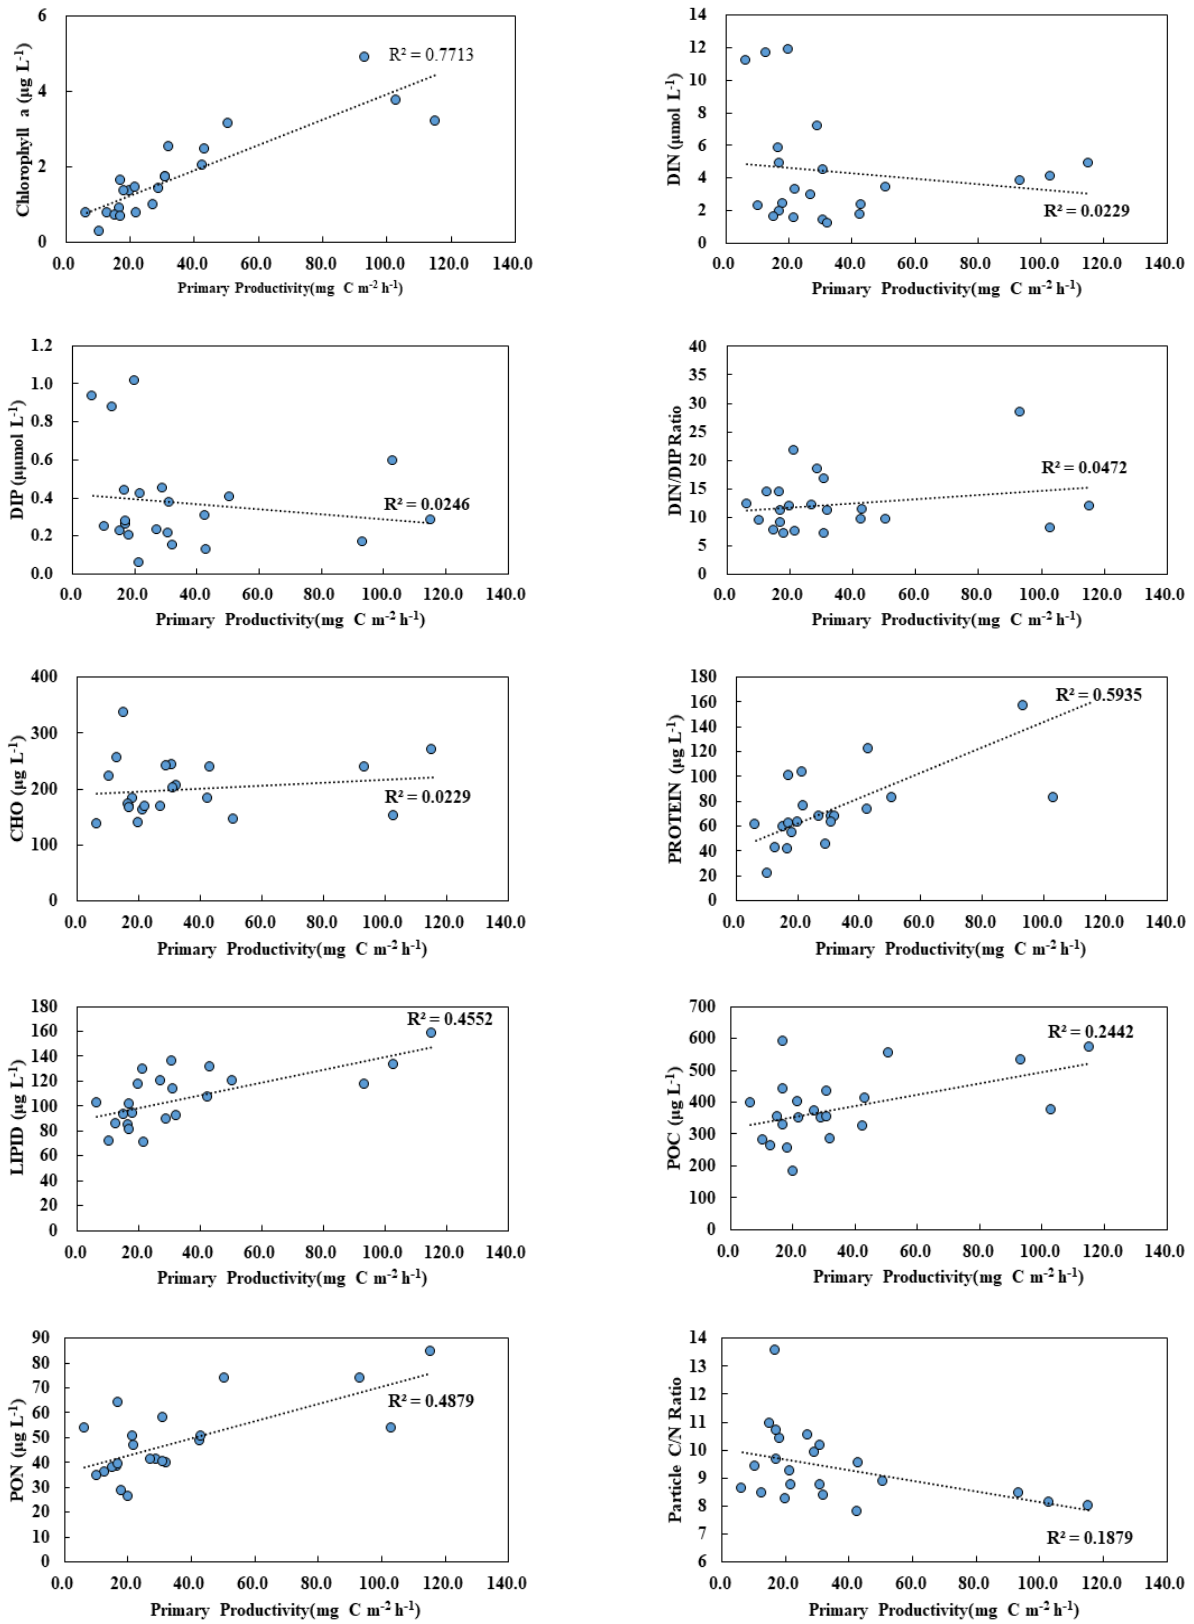 6
4
2
0
Chlorophyll a (µg L-1)
R² = 0.7713
0.0 20.0 40.0 60.0 80.0 100.0 120.0 140.0
Primary Productivity(mg C m-2 h-1)
14
12
10
8
6
4
2
0
DIN (µmol L-1)
R² = 0.0229
0.0 20.0 40.0 60.0 80.0 100.0 120.0 140.0
Primary Productivity(mg C m-2 h-1)
1.2
1.0
0.8
0.6
0.4
0.2
0.0
DIP (µµmol L-1)
R² = 0.0246
0.0 20.0 40.0 60.0 80.0 100.0 120.0 140.0
Primary Productivity(mg C m-2 h-1)
40
35
30
25
20
15
10
5
0
DIN/DIP Ratio
R² = 0.0472
0.0 20.0 40.0 60.0 80.0 100.0 120.0 140.0
Primary Productivity(mg C m-2 h-1)
400
300
200
100
0
CHO (µg L-1)
R² = 0.0229
0.0 20.0 40.0 60.0 80.0 100.0 120.0 140.0
Primary Productivity(mg C m-2 h-1)
180
160
140
120
100
80
60
40
20
0
PROTEIN (µg L-1)
R² = 0.5935
0.0 20.0 40.0 60.0 80.0 100.0 120.0 140.0
Primary Productivity(mg C m-2 h-1)
180
160
140
120
100
80
60
40
20
0
LIPID (µg L-1)
R² = 0.4552
0.0 20.0 40.0 60.0 80.0 100.0 120.0 140.0
Primary Productivity(mg C m-2 h-1)
700
600
500
400
300
200
100
0
POC (µg L-1)
R² = 0.2442
0.0 20.0 40.0 60.0 80.0 100.0 120.0 140.0
Primary Productivity(mg C m-2 h-1)
90
80
70
60
50
40
30
20
10
0
PON (µg L-1)
R² = 0.4879
0.0 20.0 40.0 60.0 80.0 100.0 120.0 140.0
Primary Productivity(mg C m-2 h-1)
14
13
12
11
10
9
8
7
6
Particle C/N Ratio
R² = 0.1879
0.0 20.0 40.0 60.0 80.0 100.0 120.0 140.0
Primary Productivity(mg C m-2 h-1)